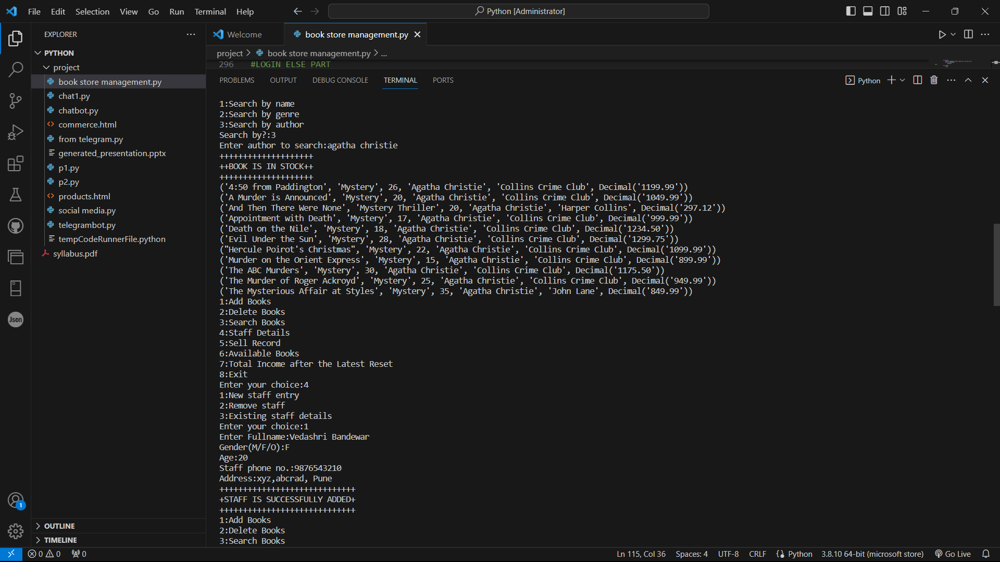 File Edit Selection View Go Run Terminal Help
Python [Administrator]
EXPLORER
PYTHON
project
book store management.py
chat1.py
chatbot.py
commerce.html
from telegram.py
generated_presentation.pptx
p1.py
p2.py
products.html
social media.py
telegrambot.py
tempCodeRunnerFile.python
syllabus.pdf
Json
1
OUTLINE
TIMELINE
Welcome
book store management.py
project > book store management.py > ...
296 #LOGIN ELSE PART
PROBLEMS OUTPUT DEBUG CONSOLE TERMINAL PORTS
Python
1:Search by name
2:Search by genre
3:Search by author
Search by?:3
Enter author to search:agatha christie
++++++++++++++++++++
++BOOK IS IN STOCK++
++++++++++++++++++++
('4:50 from Paddington', 'Mystery', 26, 'Agatha Christie', 'Collins Crime Club', Decimal('1199.99'))
('A Murder is Announced', 'Mystery', 20, 'Agatha Christie', 'Collins Crime Club', Decimal('1049.99'))
('And Then There Were None', 'Mystery Thriller', 20, 'Agatha Christie', 'Harper Collins', Decimal('297.12'))
('Appointment with Death', 'Mystery', 17, 'Agatha Christie', 'Collins Crime Club', Decimal('999.99'))
('Death on the Nile', 'Mystery', 18, 'Agatha Christie', 'Collins Crime Club', Decimal('1234.50'))
('Evil Under the Sun', 'Mystery', 28, 'Agatha Christie', 'Collins Crime Club', Decimal('1299.75'))
("Hercule Poirot's Christmas", 'Mystery', 22, 'Agatha Christie', 'Collins Crime Club', Decimal('1099.99'))
('Murder on the Orient Express', 'Mystery', 15, 'Agatha Christie', 'Collins Crime Club', Decimal('899.99'))
('The ABC Murders', 'Mystery', 30, 'Agatha Christie', 'Collins Crime Club', Decimal('1175.50'))
('The Murder of Roger Ackroyd', 'Mystery', 25, 'Agatha Christie', 'Collins Crime Club', Decimal('949.99'))
('The Mysterious Affair at Styles', 'Mystery', 35, 'Agatha Christie', 'John Lane', Decimal('849.99'))
1:Add Books
2:Delete Books
3:Search Books
4:Staff Details
5:Sell Record
6:Available Books
7:Total Income after the Latest Reset
8:Exit
Enter your choice:4
1:New staff entry
2:Remove staff
3:Existing staff details
Enter your choice:1
Enter Fullname:Vedashri Bandewar
Gender(M/F/O):F
Age:20
Staff phone no.:9876543210
Address:xyz,abcrad, Pune
+++++++++++++++++++++++++++++
+STAFF IS SUCCESSFULLY ADDED+
+++++++++++++++++++++++++++++
1:Add Books
2:Delete Books
3:Search Books
0 0 0 Ln 115, Col 36 Spaces: 4 UTF-8 CRLF Python 3.8.10 64-bit (microsoft store) Go Live